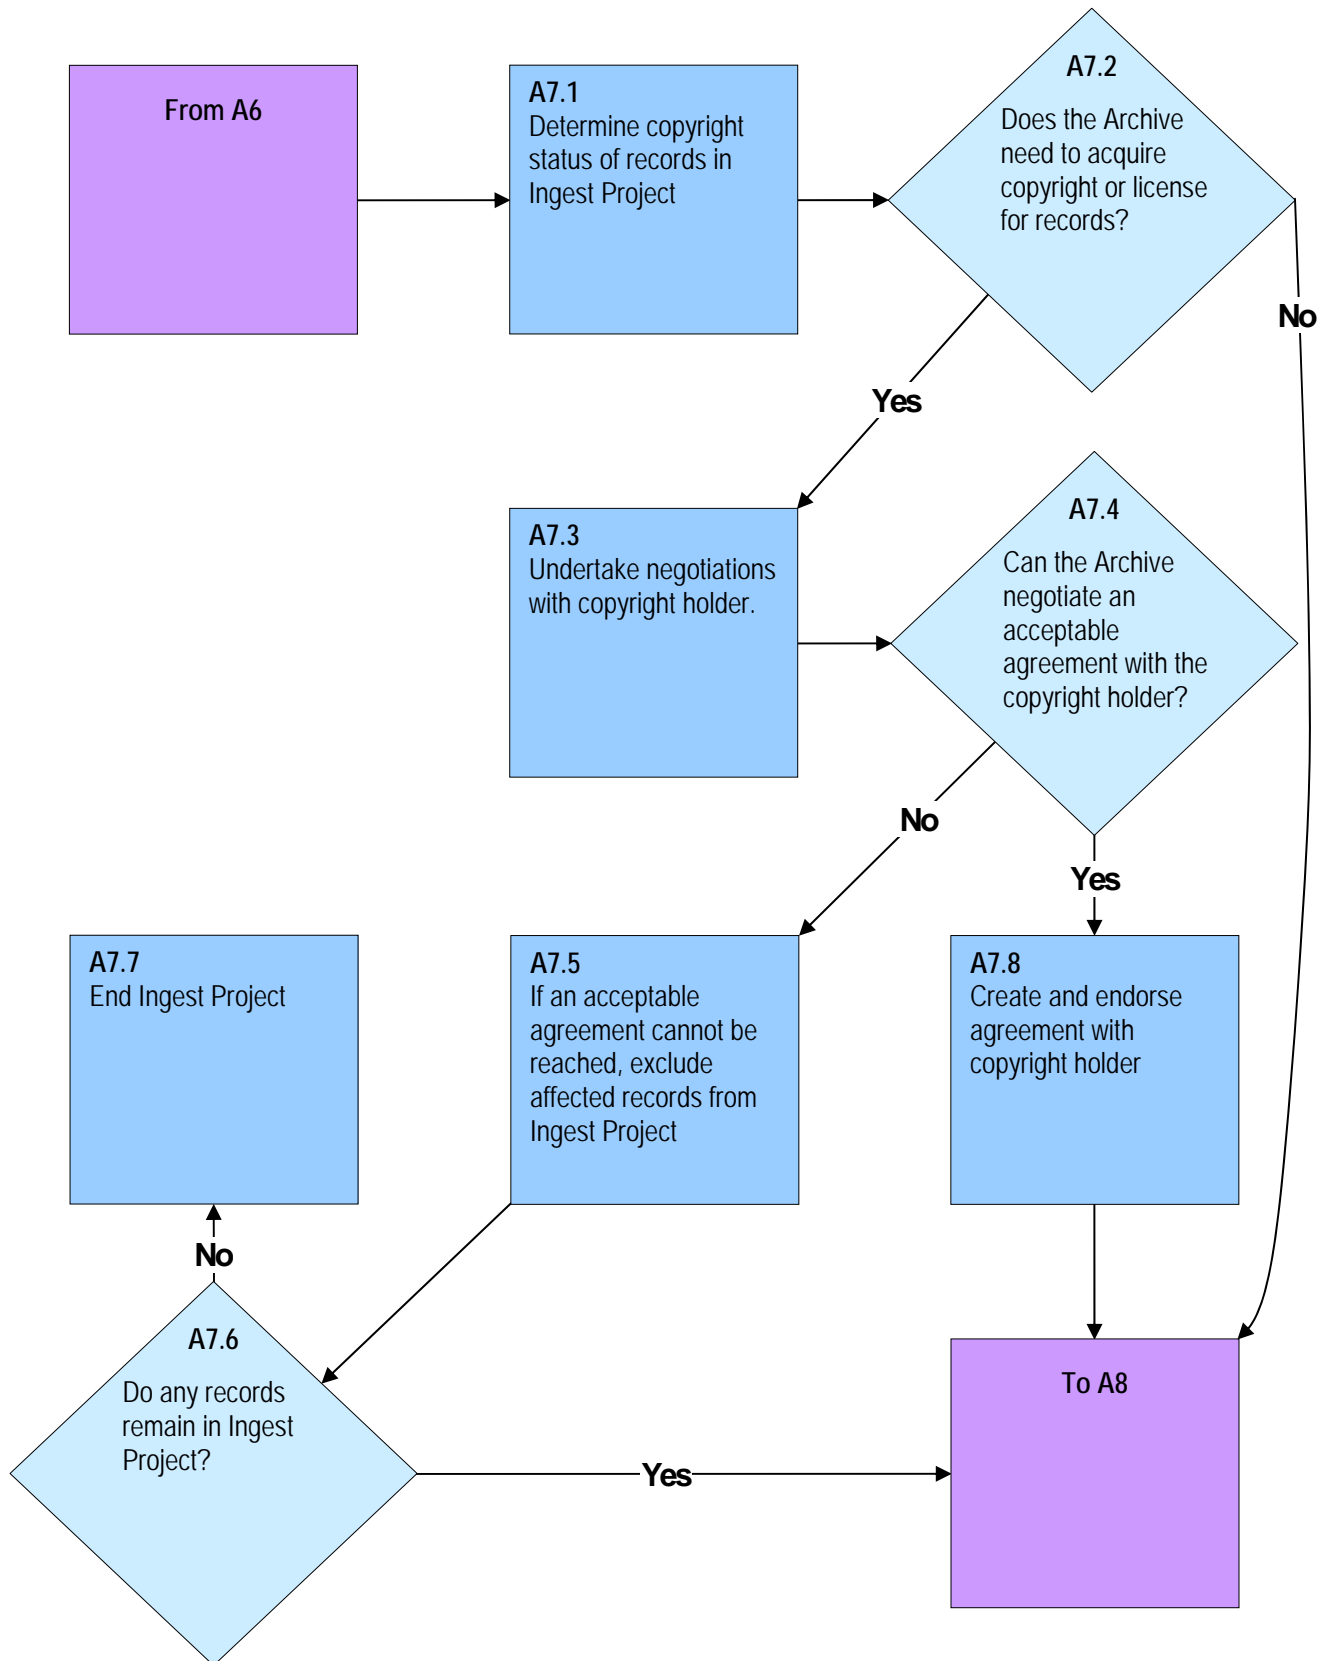 From A6
A7.1
Determine copyright
status of records in
Ingest Project
A7.2
Does the Archive
need to acquire
copyright or license
for records?
No
Yes
A7.3
Undertake negotiations
with copyright holder.
A7.4
Can the Archive
negotiate an
acceptable
agreement with the
copyright holder?
No
Yes
A7.7
End Ingest Project
A7.5
If an acceptable
agreement cannot be
reached, exclude
affected records from
Ingest Project
A7.8
Create and endorse
agreement with
copyright holder
No
A7.6
Do any records
remain in Ingest
Project?
Yes
To A8